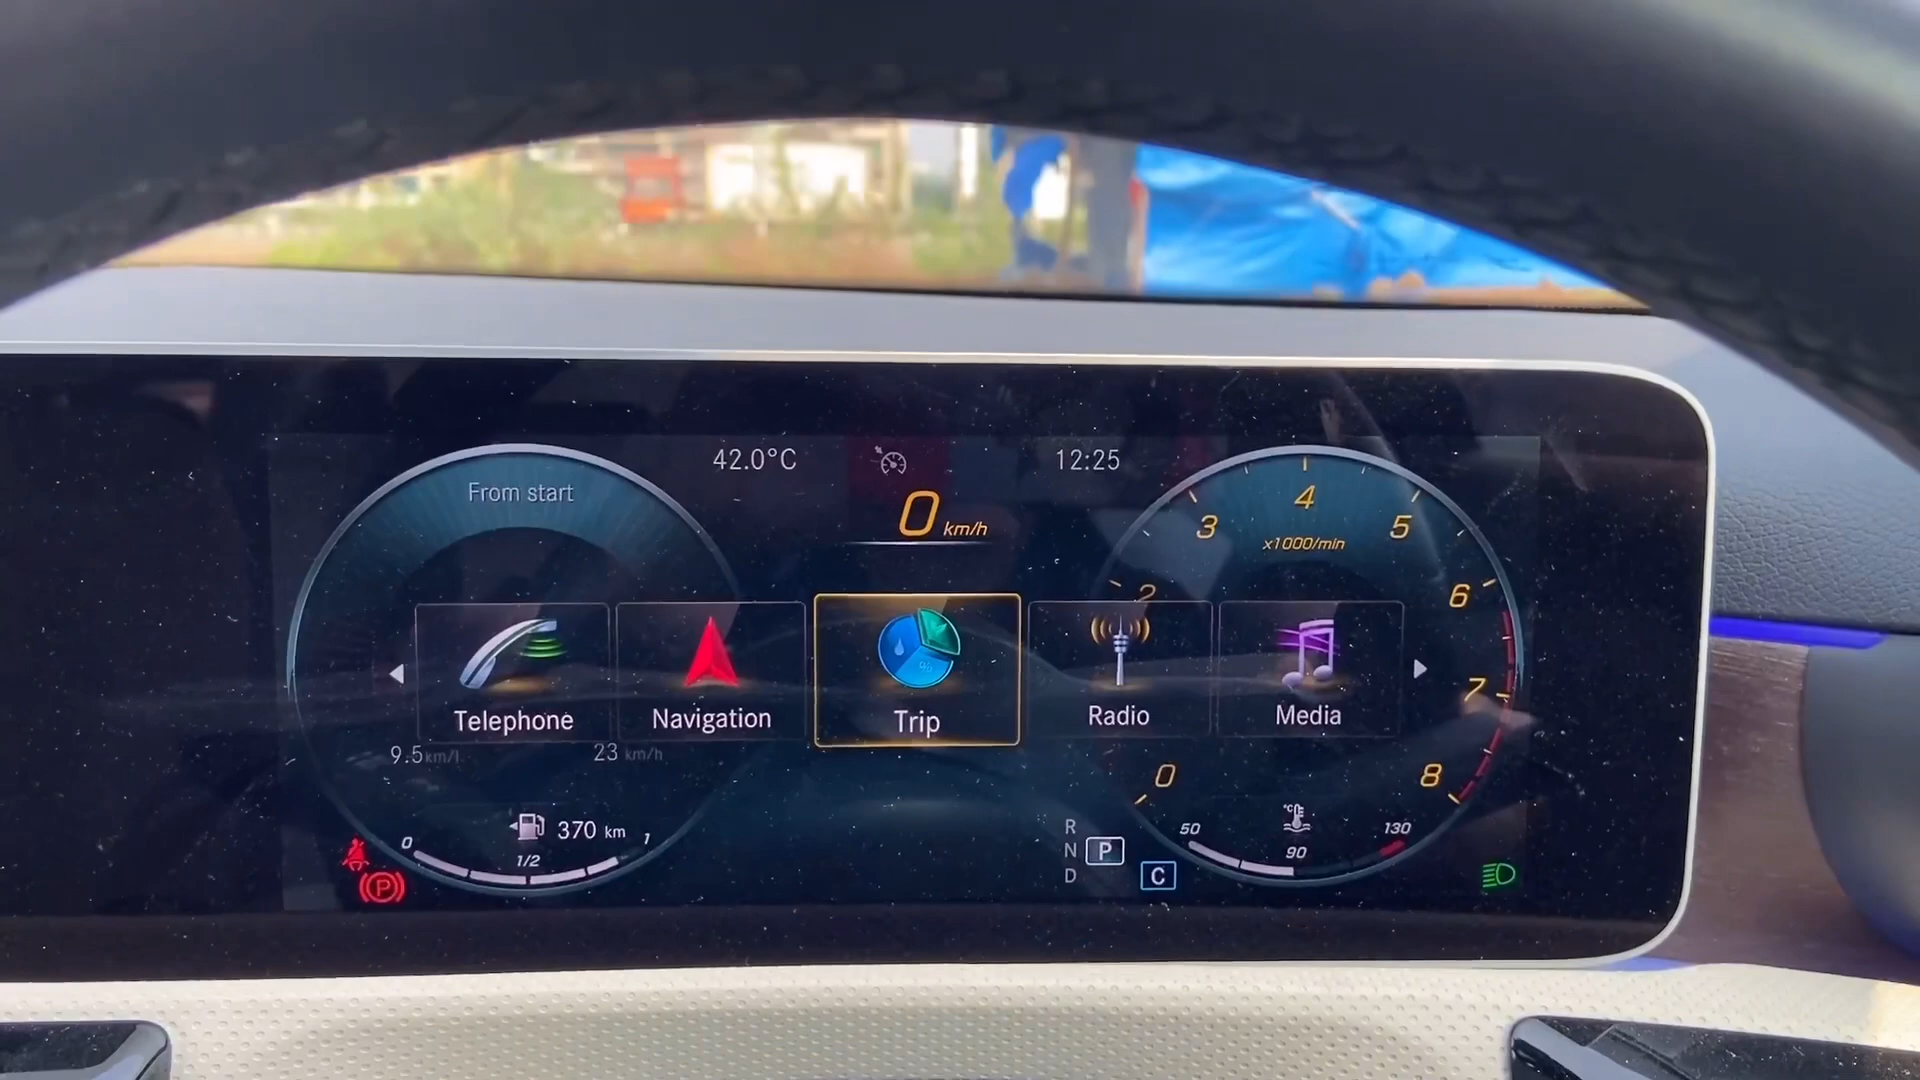 42.0°C
12:25
From start
0 km/h
x1000/min
0
2
3
4
5
6
7
8
Telephone
Navigation
Trip
Radio
Media
9.5 km/l
23 km/h
370 km
0
1/2
1
R
N
D
P
C
°C
50
90
130
P